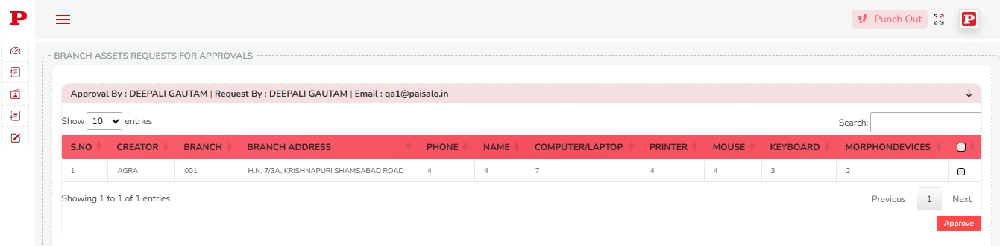 P
Punch Out
P
BRANCH ASSETS REQUESTS FOR APPROVALS
Approval By : DEEPALI GAUTAM | Request By : DEEPALI GAUTAM | Email : qa1@paisalo.in
Show 10 entries
Search:
S.NO CREATOR BRANCH BRANCH ADDRESS PHONE NAME COMPUTER/LAPTOP PRINTER MOUSE KEYBOARD MORPHONDEVICES
1 AGRA 001 H.N. 7/3A, KRISHNAPURI SHAMSABAD ROAD 4 4 7 4 4 3 2
Showing 1 to 1 of 1 entries
Previous 1 Next
Approve